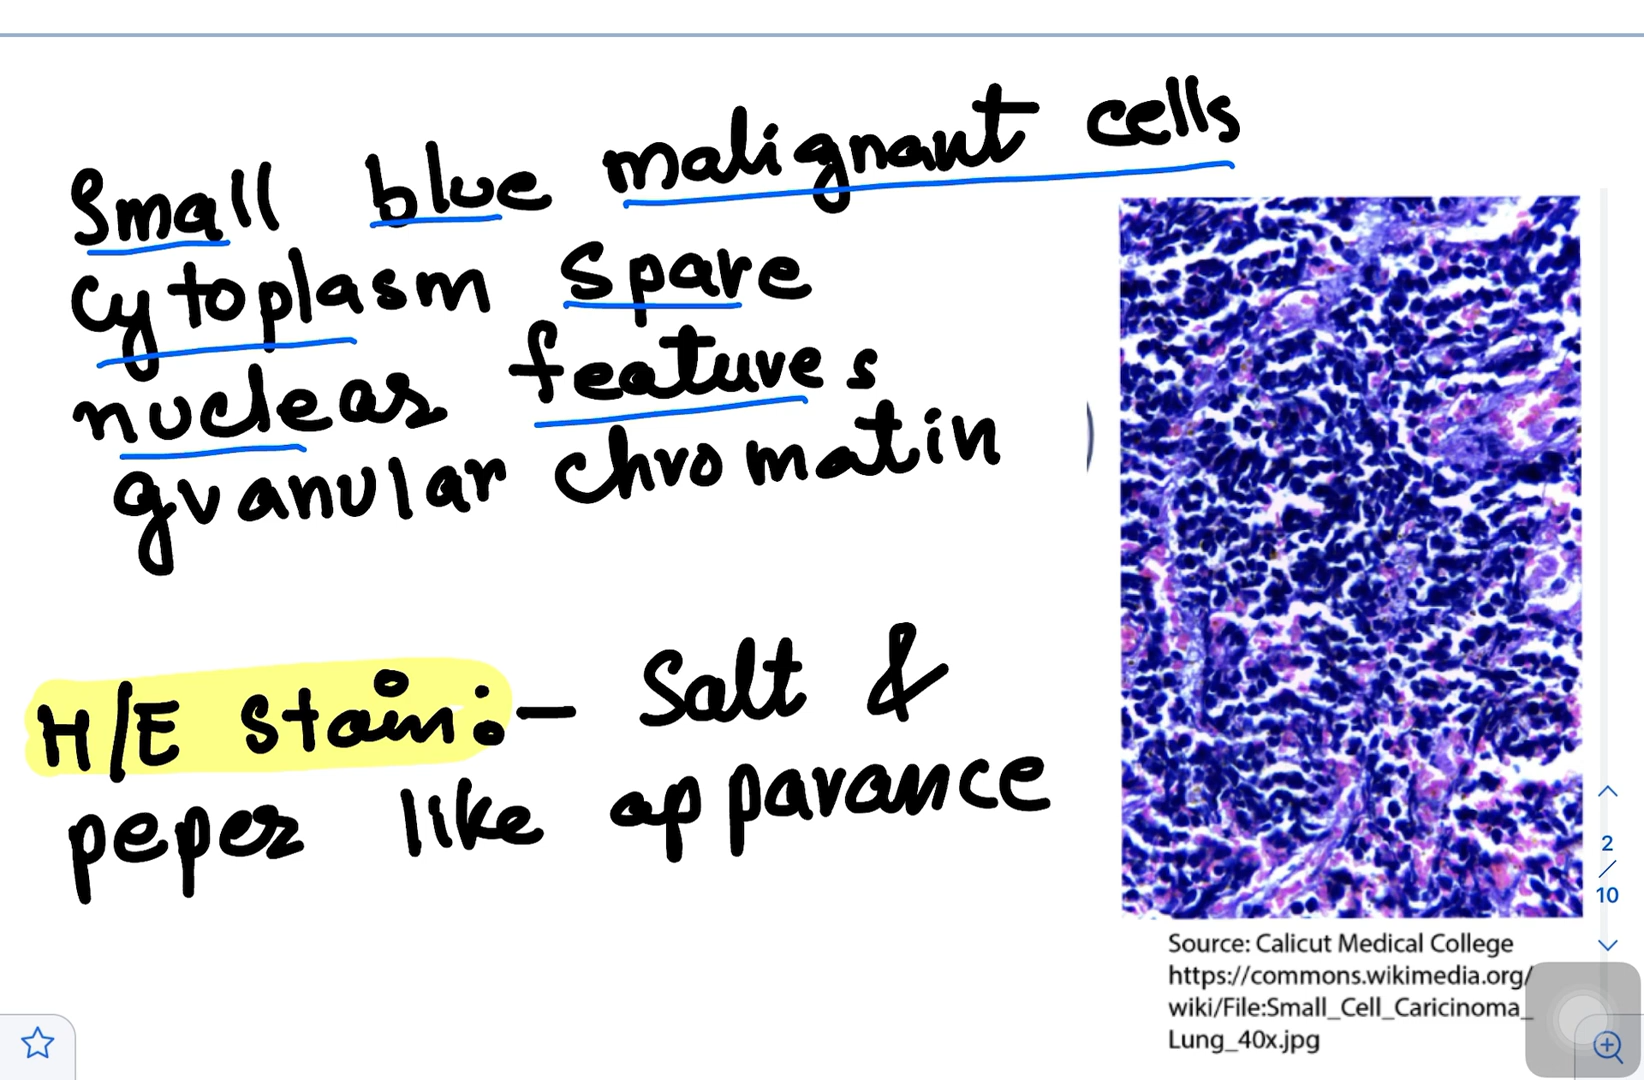 Small blue malignant cells
cytoplasm spare
nuclear features
granular chromatin
H/E stain:- Salt &
peper like apparance
2
/
10
Source: Calicut Medical College
https://commons.wikimedia.org/
wiki/File:Small_Cell_Caricinoma_
Lung_40x.jpg